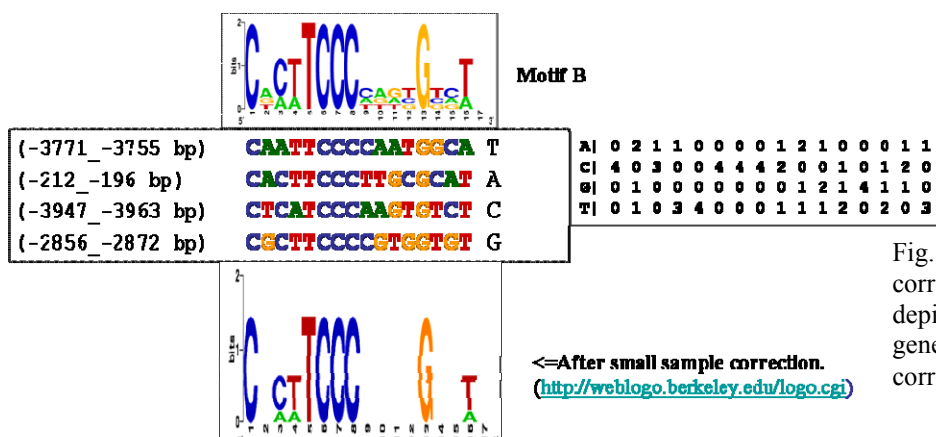 Motif B
(-3771_-3755 bp) CAATTCCCCAATGGCA T
(-212_-196 bp) CACTTCCCTTGCGCAT A
(-3947_-3963 bp) CTCATCCCAAGTGTCT C
(-2856_-2872 bp) CGCTTCCCCGTGGTGT G
A| 0 2 1 1 0 0 0 0 1 2 1 0 0 0 1 1
C| 4 0 3 0 0 4 4 4 2 0 0 1 0 1 2 0
G| 0 1 0 0 0 0 0 0 0 1 2 1 4 1 1 0
T| 0 1 0 3 4 0 0 0 1 1 1 2 0 2 0 3
Fig.
corr
depi
gene
corr
<=After small sample correction.
(http://weblogo.berkeley.edu/logo.cgi)